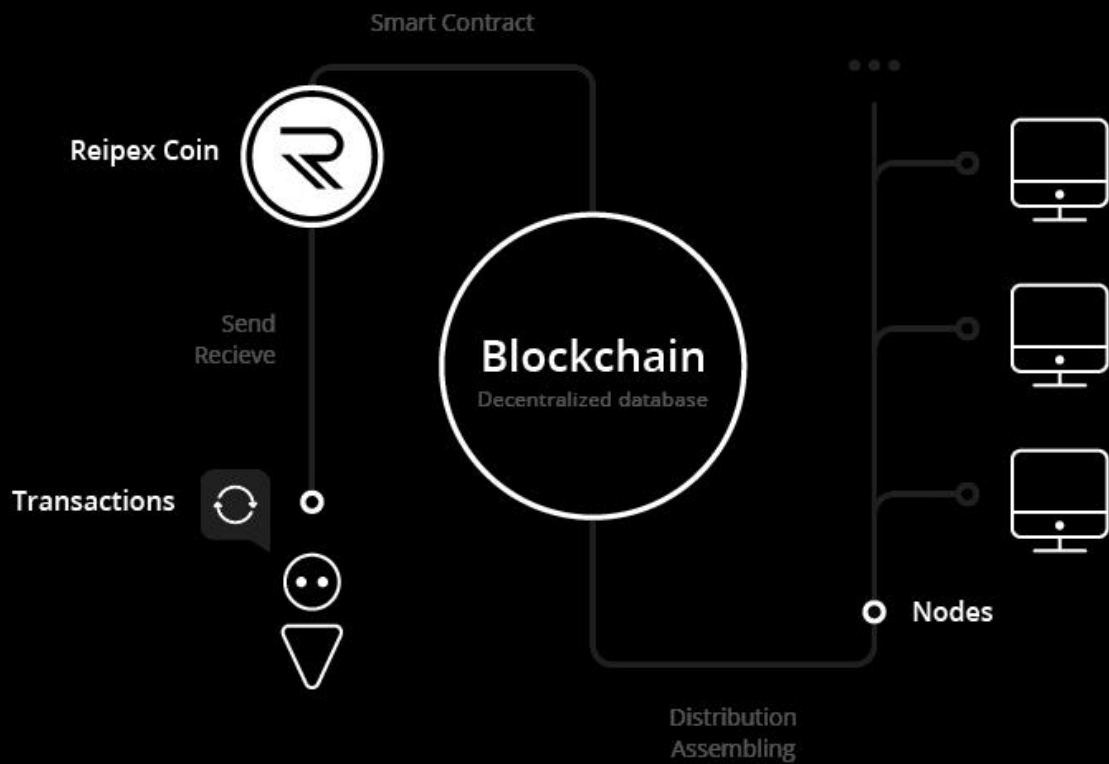 Smart Contract
Reipex Coin
Send
Recieve
Blockchain
Decentralized database
Transactions
Nodes
Distribution
Assembling